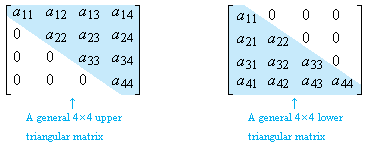 a11 a12 a13 a14
0 a22 a23 a24
0 0 a33 a34
0 0 0 a44
A general 4×4 upper
triangular matrix
a11 0 0 0
a21 a22 0 0
a31 a32 a33 0
a41 a42 a43 a44
A general 4×4 lower
triangular matrix